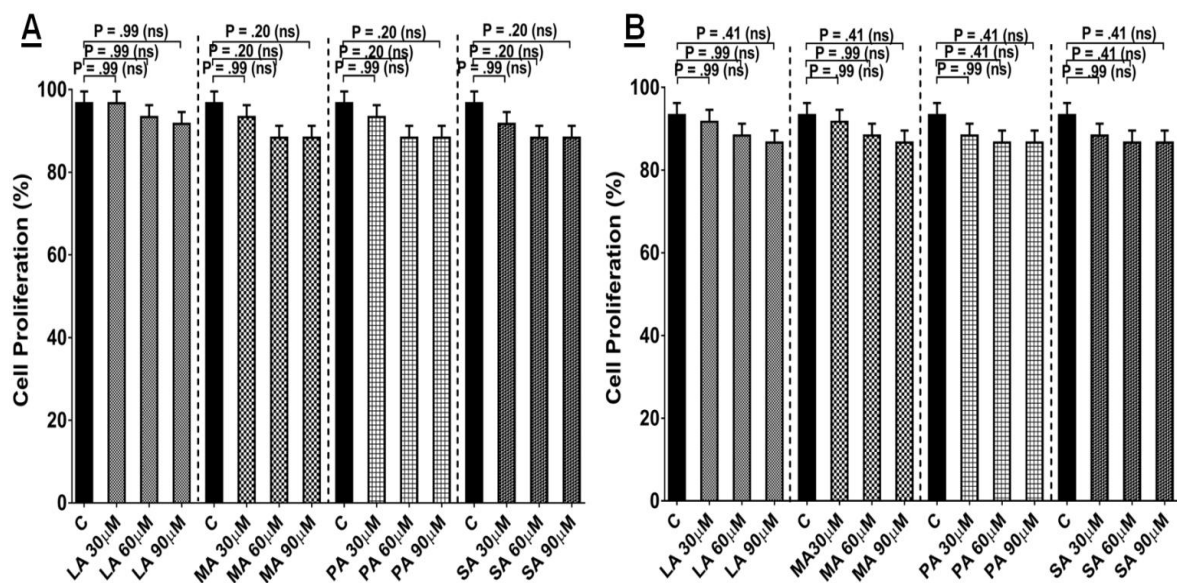 A
P = .99 (ns)
P = .99 (ns)
P = .99 (ns)
P = .20 (ns)
P = .20 (ns)
P = .99 (ns)
P = .20 (ns)
P = .20 (ns)
P = .99 (ns)
P = .20 (ns)
P = .20 (ns)
P = .99 (ns)
Cell Proliferation (%)
100
80
60
40
20
0
C
LA 30μM
LA 60μM
LA 90μM
C
MA 30μM
MA 60μM
MA 90μM
C
PA 30μM
PA 60μM
PA 90μM
C
SA 30μM
SA 60μM
SA 90μM
B
P = .41 (ns)
P = .99 (ns)
P = .99 (ns)
P = .41 (ns)
P = .99 (ns)
P = .99 (ns)
P = .41 (ns)
P = .41 (ns)
P = .99 (ns)
P = .41 (ns)
P = .41 (ns)
P = .99 (ns)
Cell Proliferation (%)
100
80
60
40
20
0
C
LA 30μM
LA 60μM
LA 90μM
C
MA30μM
MA 60μM
MA 90μM
C
PA 30μM
PA 60μM
PA 90μM
C
SA 30μM
SA 60μM
SA 90μM